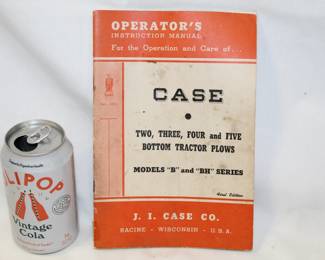 OPERATOR'S
INSTRUCTION MANUAL
For the Operation and Care of...
CASE
TWO, THREE, FOUR and FIVE
BOTTOM TRACTOR PLOWS
MODELS "B" and "BH" SERIES
J. I. CASE CO.
RACINE - WISCONSIN - U.S.A.
LIPOP
Vintage
Cola